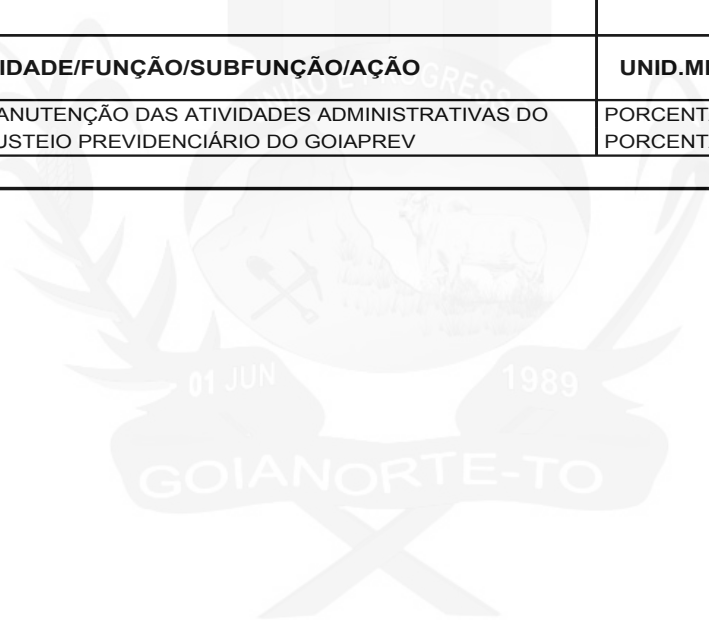 IDADE/FUNÇÃO/SUBFUNÇÃO/AÇÃO UNID.M
ANUTENÇÃO DAS ATIVIDADES ADMINISTRATIVAS DO PORCENT
USTEIO PREVIDENCIÁRIO DO GOIAPREV PORCENT
01 JUN 1989
GOIANORTE-TO